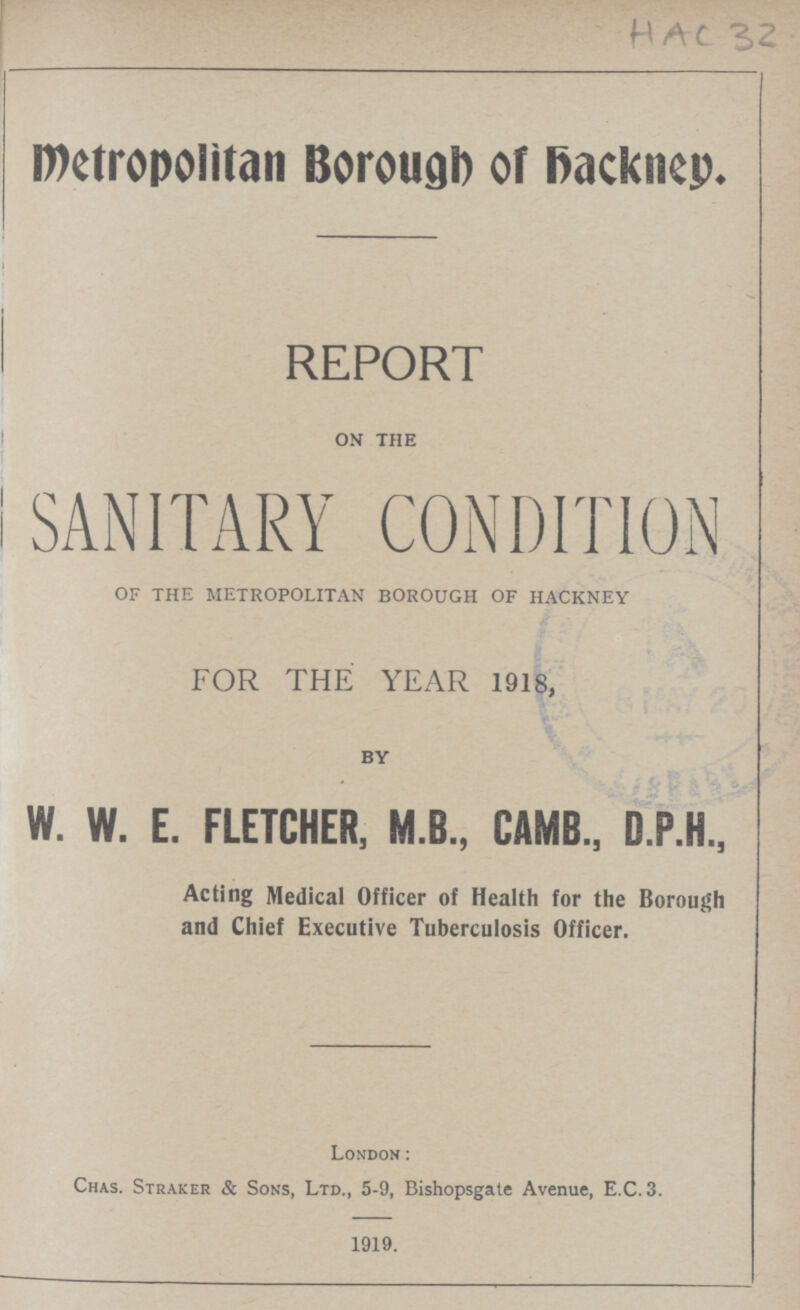 HAC 32
Metropolitan Borough of Hackney.
REPORT
ON THE
SANITARY CONDITION
OF THE METROPOLITAN BOROUGH OF HACKNEY
FOR THE YEAR 1918,
BY
W. W. E. FLETCHER, M.B., CAMB., D.P.H.,
Acting Medical Officer of Health for the Borough
and Chief Executive Tuberculosis Officer.
LONDON:
CHAS. STRAKER & SONS, LTD., 5-9, Bishopsgate Avenue, E.C.3.
1919.